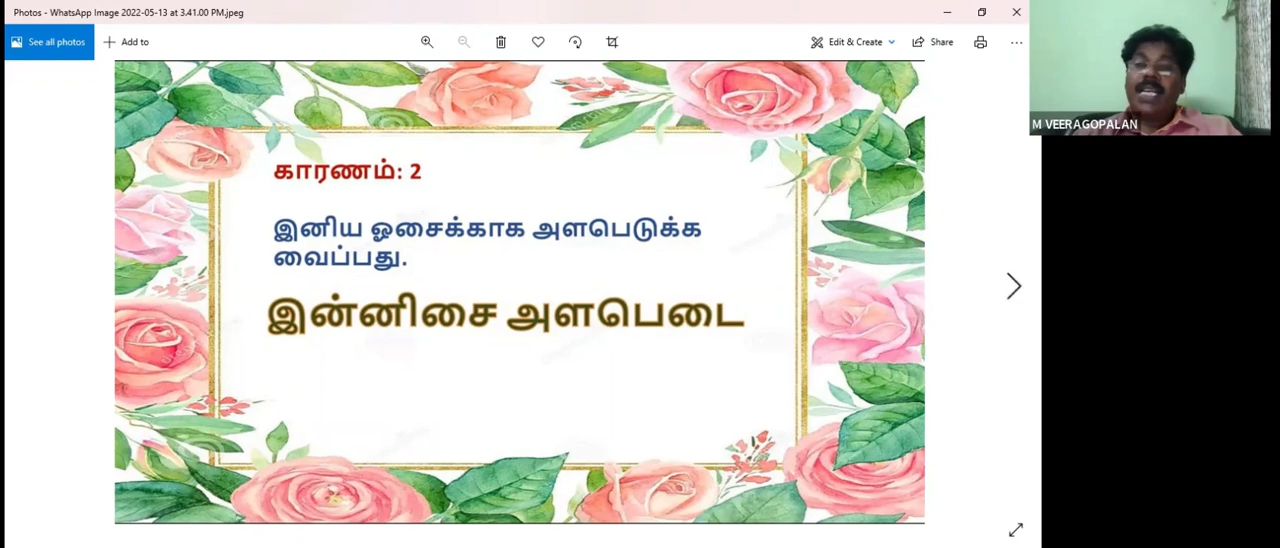 Photos - WhatsApp Image 2022-05-13 at 3.41.00 PM.jpeg
See all photos
Add to
Edit & Create
Share
M VEERAGOPALAN
காரணம்: 2
இனிய ஓசைக்காக அளபெடுக்க
வைப்பது.
இன்னிசை அளபெடை